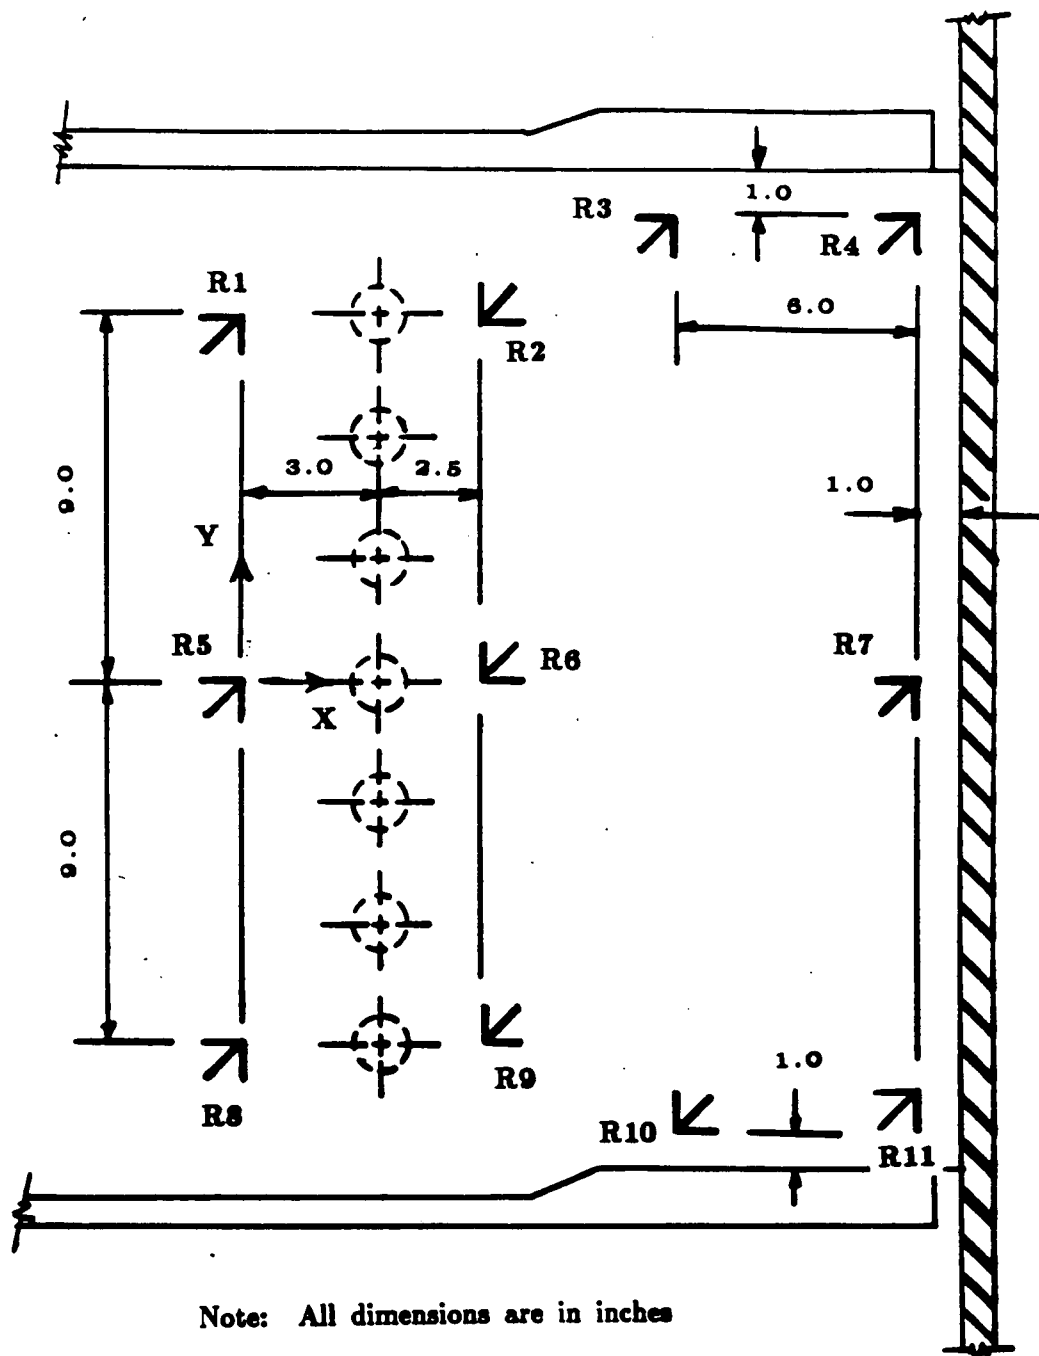 1.0
R3
R4
R1
6.0
R2
9.0
3.0
2.5
1.0
Y
R5
R6
R7
X
9.0
1.0
R9
R8
R10
R11
Note: All dimensions are in inches